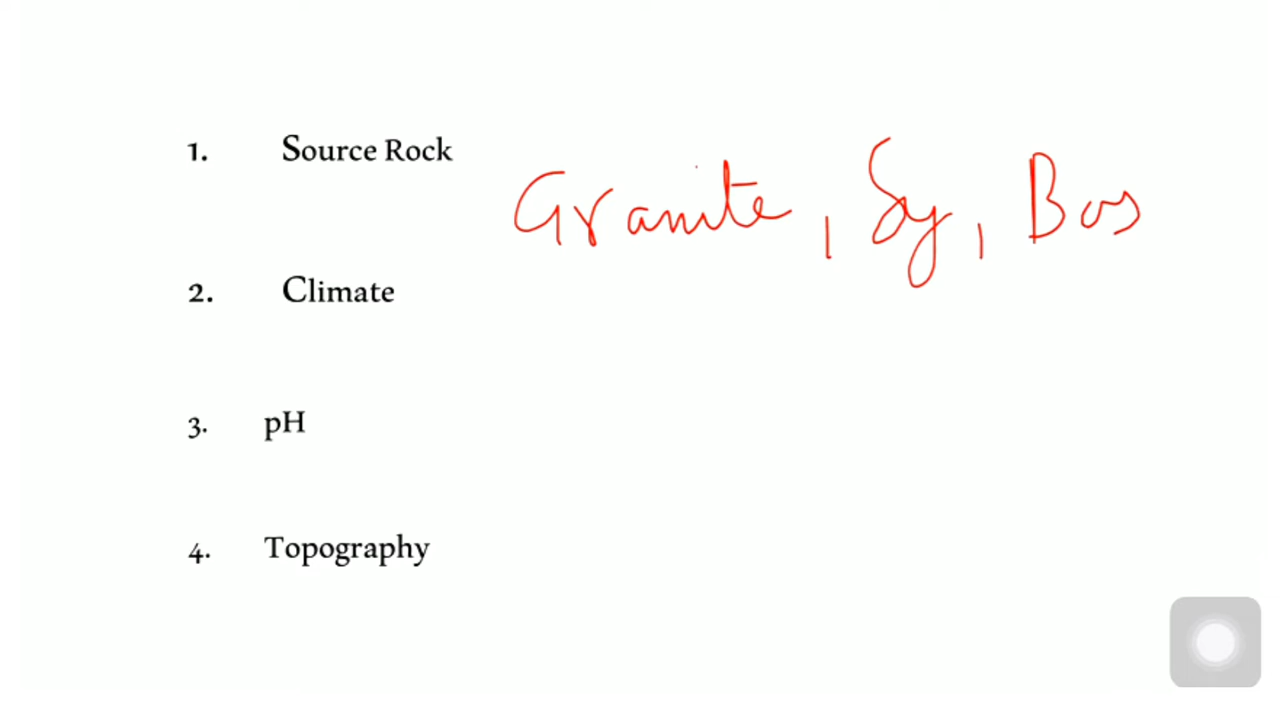 1. Source Rock
Granite, Sy, Bas
2. Climate
3. pH
4. Topography